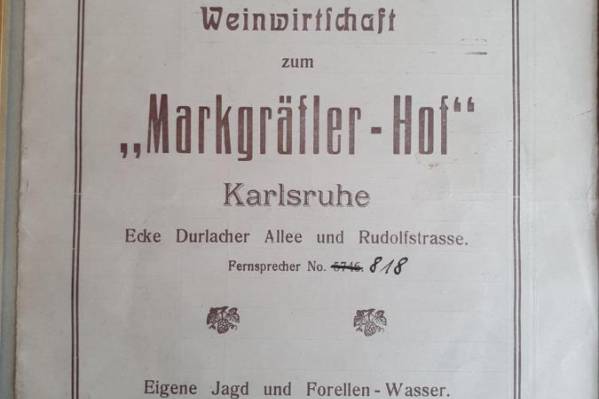 Weinwirtschaft
zum
„Markgräfler-Hof“
Karlsruhe
Ecke Durlacher Allee und Rudolfstrasse.
Fernsprecher No. 5746. 818
Eigene Jagd und Forellen-Wasser.